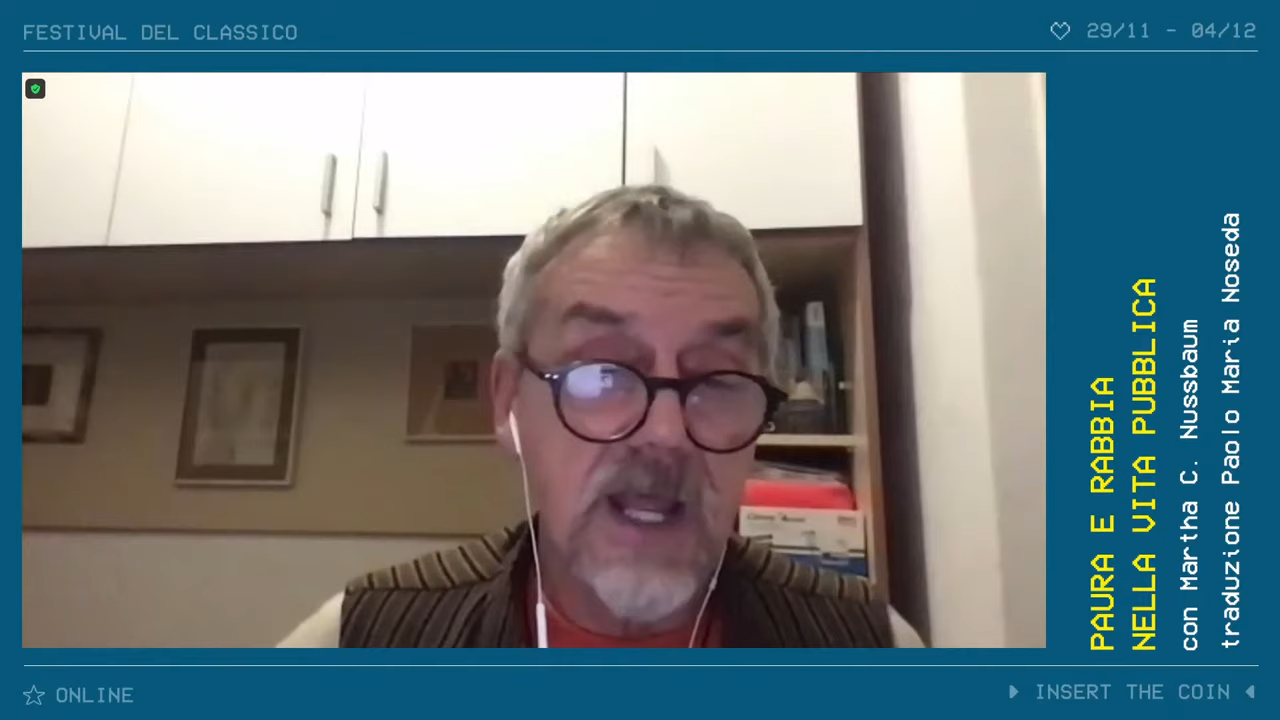 FESTIVAL DEL CLASSICO
29/11 - 04/12
PAURA E RABBIA
NELLA VITA PUBBLICA
con Martha C. Nussbaum
traduzione Paolo Maria Noseda
ONLINE
INSERT THE COIN